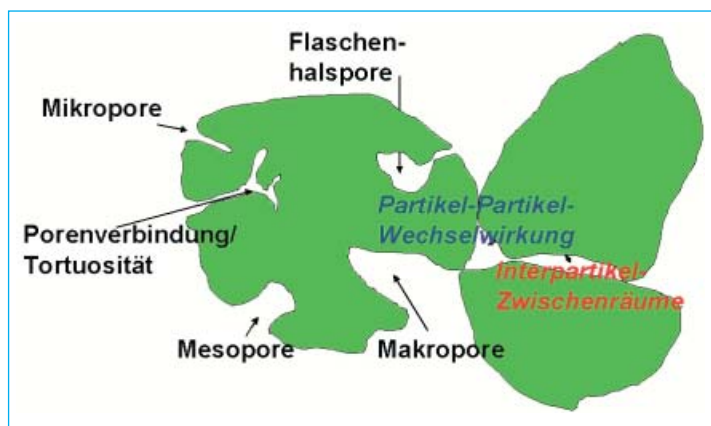 Flaschen-
halspore
Mikropore
Partikel-Partikel-
Wechselwirkung
Porenverbindung/
Tortuosität
Interpartikel-
Zwischenräume
Mesopore
Makropore